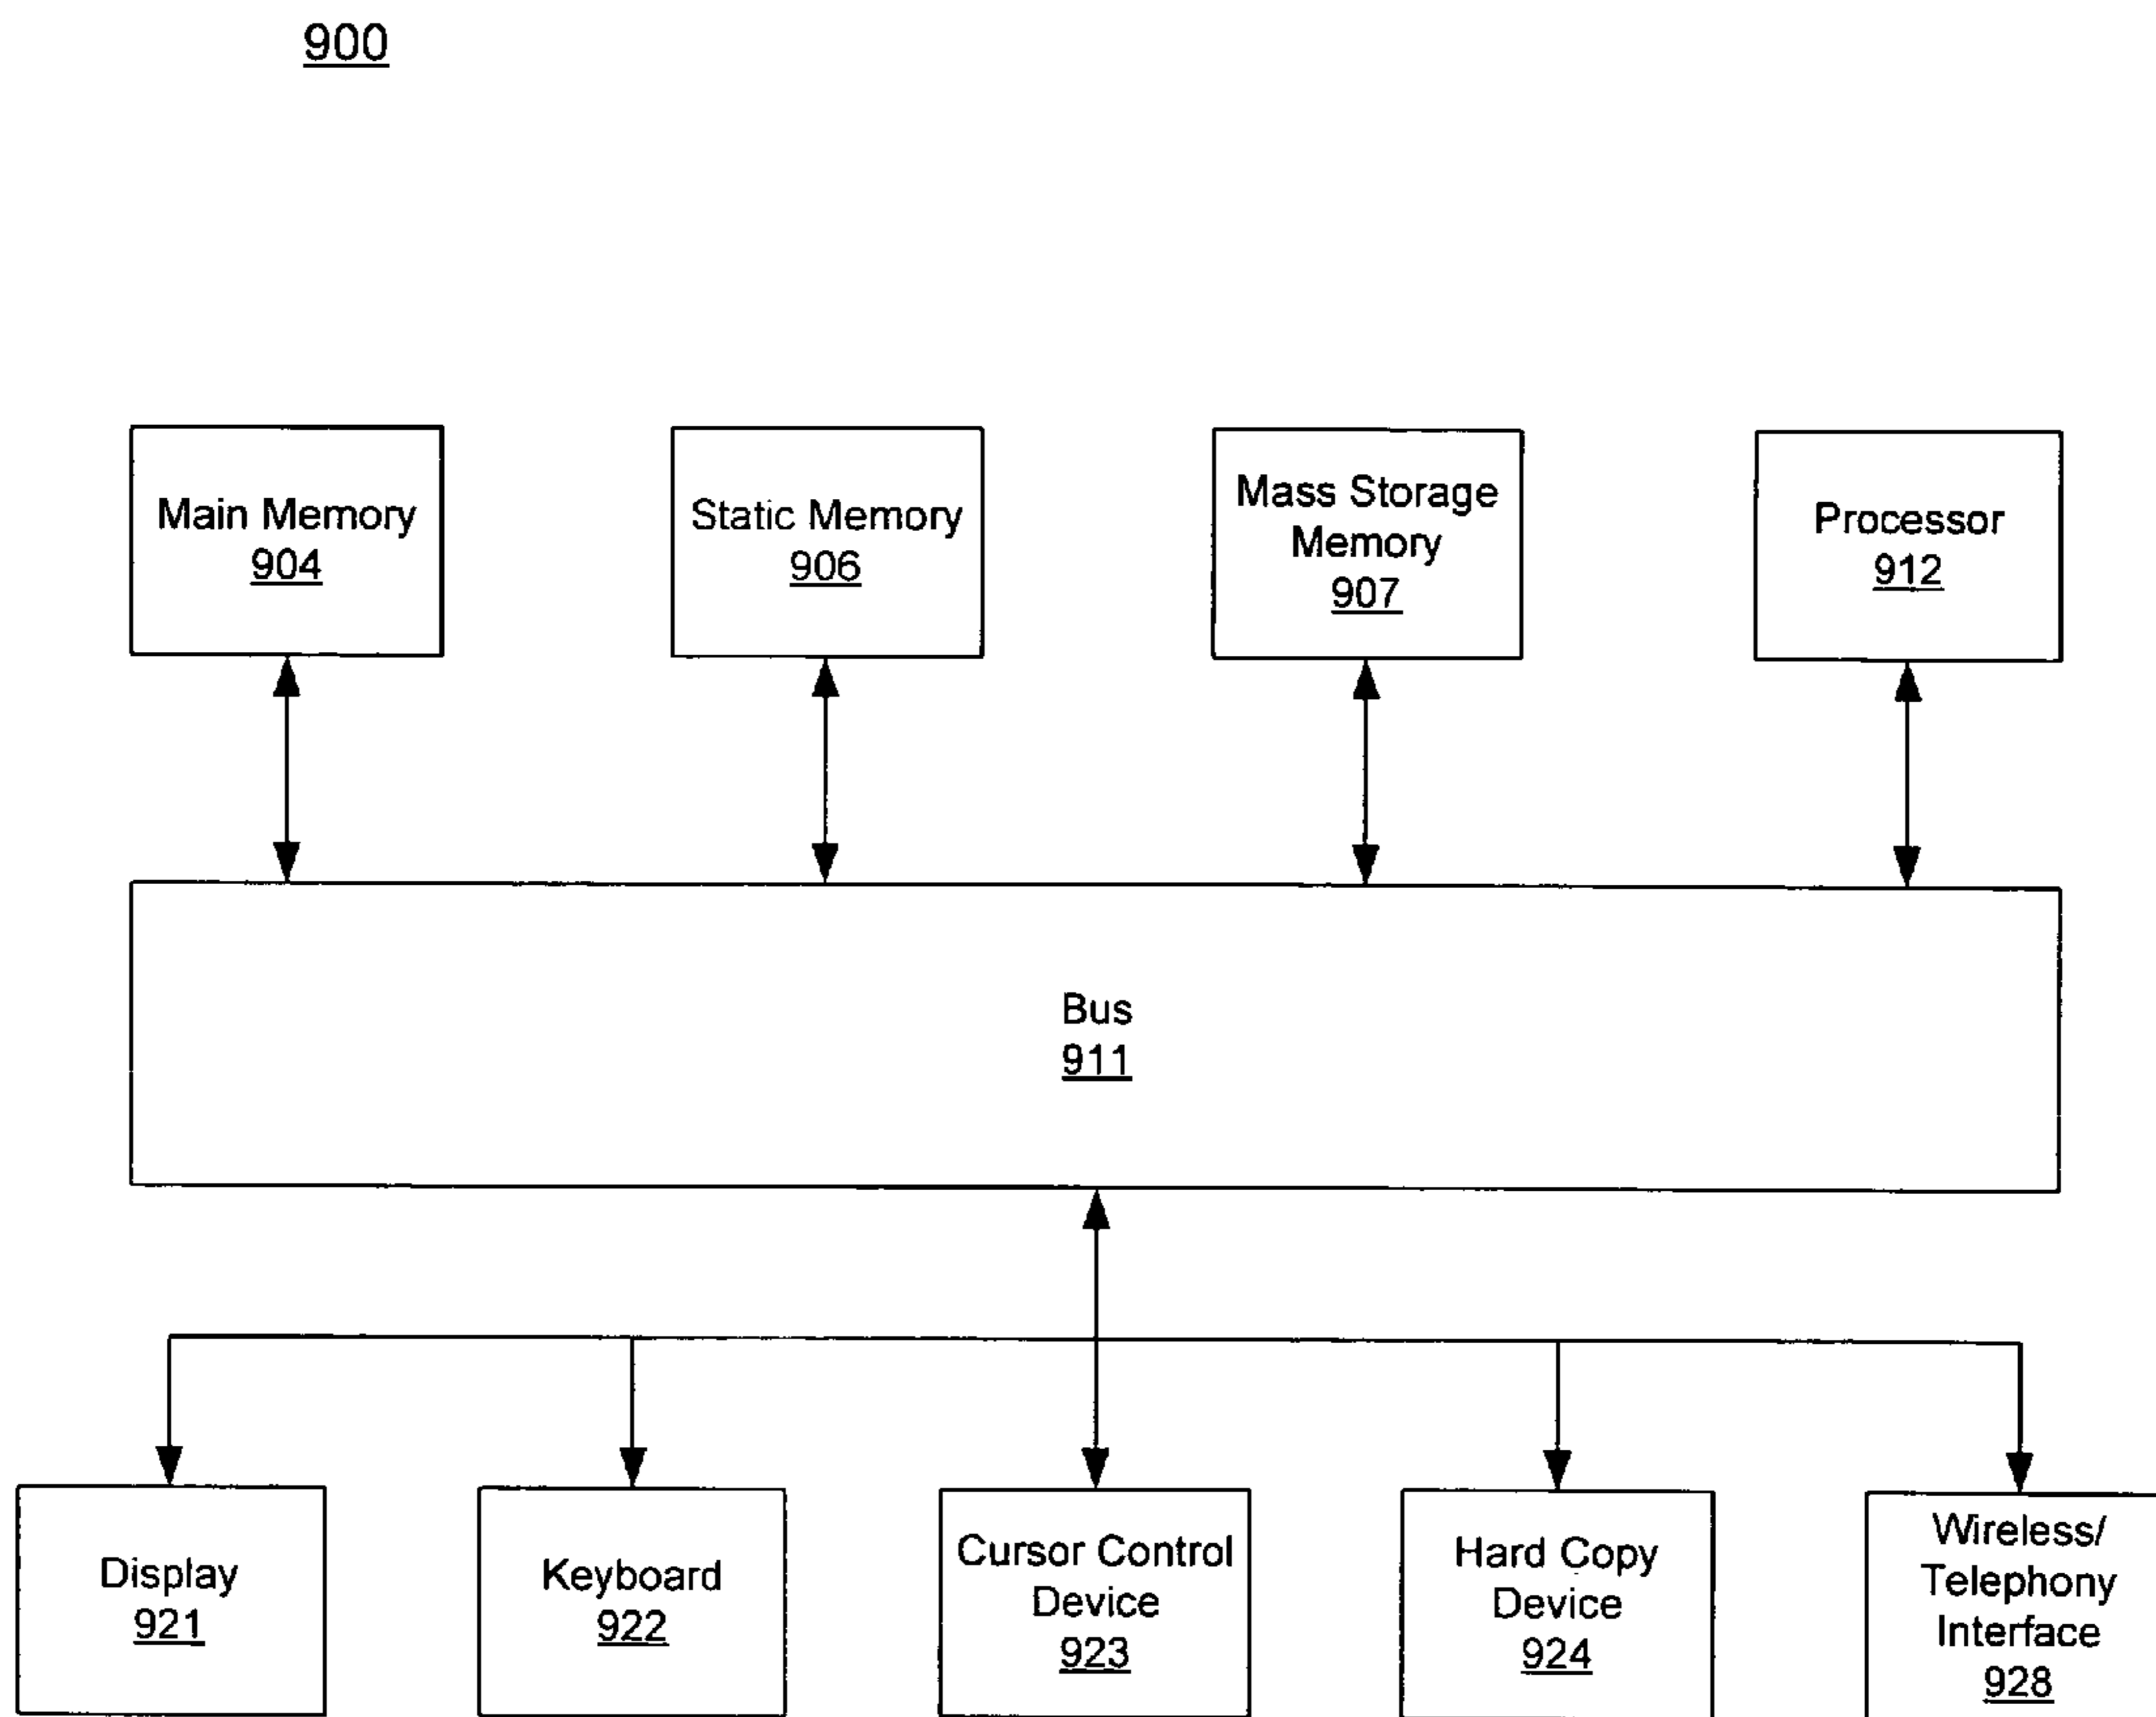 900
Main Memory
904
Static Memory
906
Mass Storage
Memory
907
Processor
912
Bus
911
Display
921
Keyboard
922
Cursor Control
Device
923
Hard Copy
Device
924
Wireless/
Telephony
Interface
928